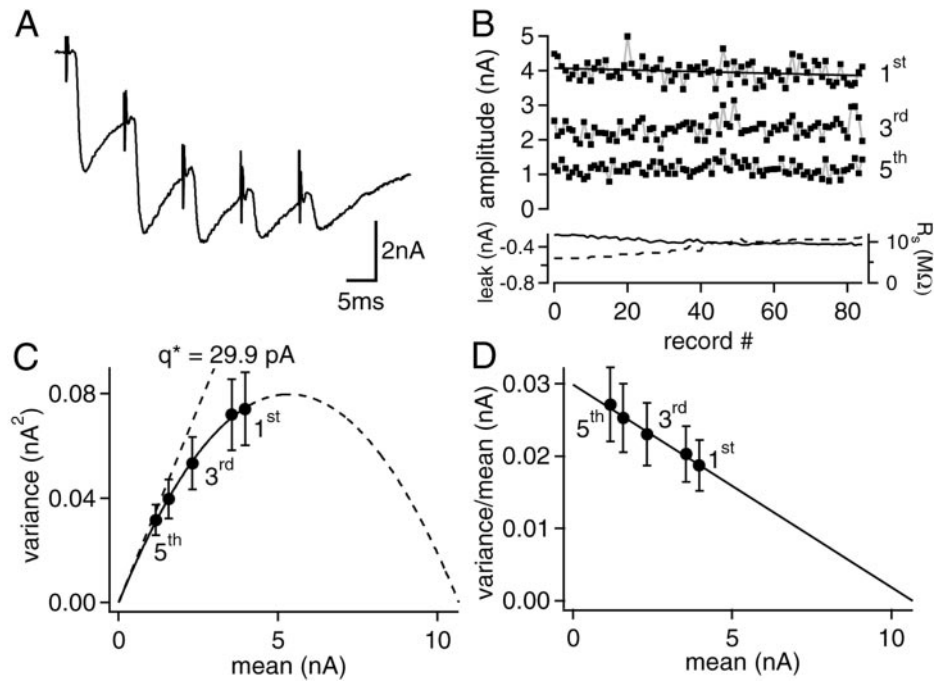 A
2nA
5ms
B
5
4
3
2
1
0
amplitude (nA)
1st
3rd
5th
-0.4
-0.8
leak (nA)
10
0
Rs (MΩ)
0 20 40 60 80
record #
C
q* = 29.9 pA
0.08
0.04
0.00
variance (nA2)
1st
3rd
5th
0 5 10
mean (nA)
D
0.03
0.02
0.01
0.00
variance/mean (nA)
5th
3rd
1st
0 5 10
mean (nA)